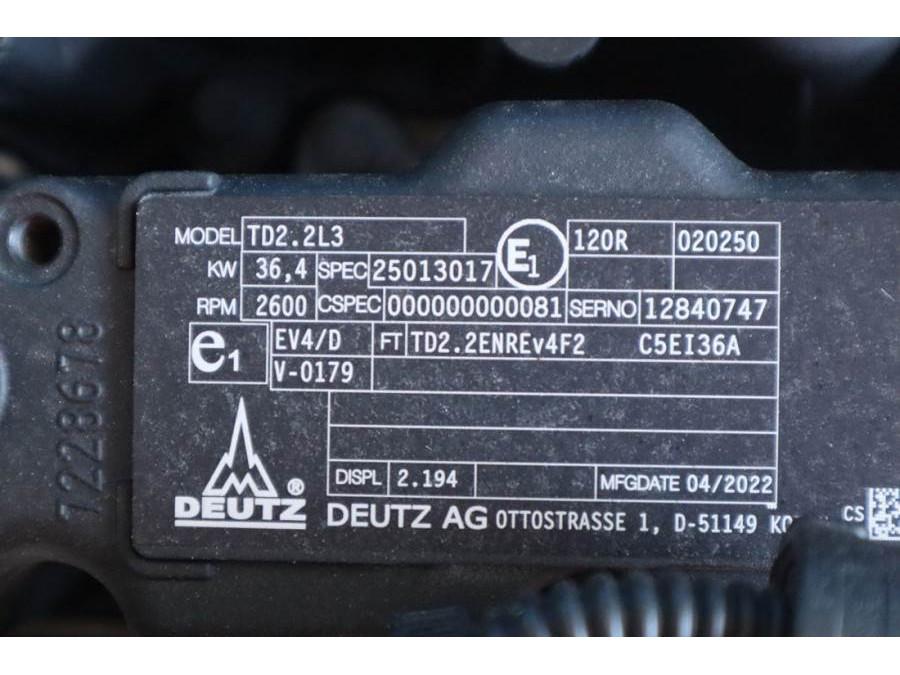 MODEL TD2.2L3 E1 120R 020250
KW 36,4 SPEC 25013017
RPM 2600 CSPEC 000000000081 SERNO 12840747
e1 EV4/D FT TD2.2ENREv4F2 C5EI36A
V-0179
DISPL 2.194 MFGDATE 04/2022
DEUTZ ®
DEUTZ AG OTTOSTRASSE 1, D-51149
CS
1228678